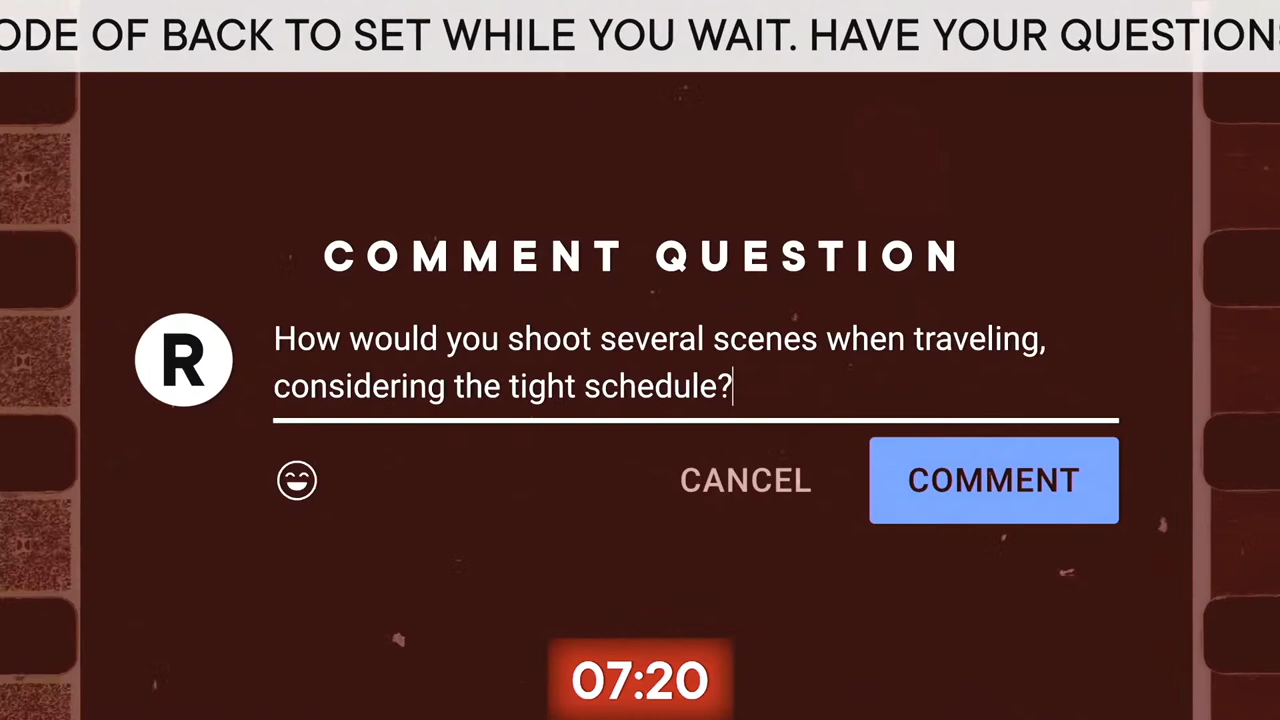 ODE OF BACK TO SET WHILE YOU WAIT. HAVE YOUR QUESTION
COMMENT QUESTION
R
How would you shoot several scenes when traveling,
considering the tight schedule?
CANCEL
COMMENT
07:20